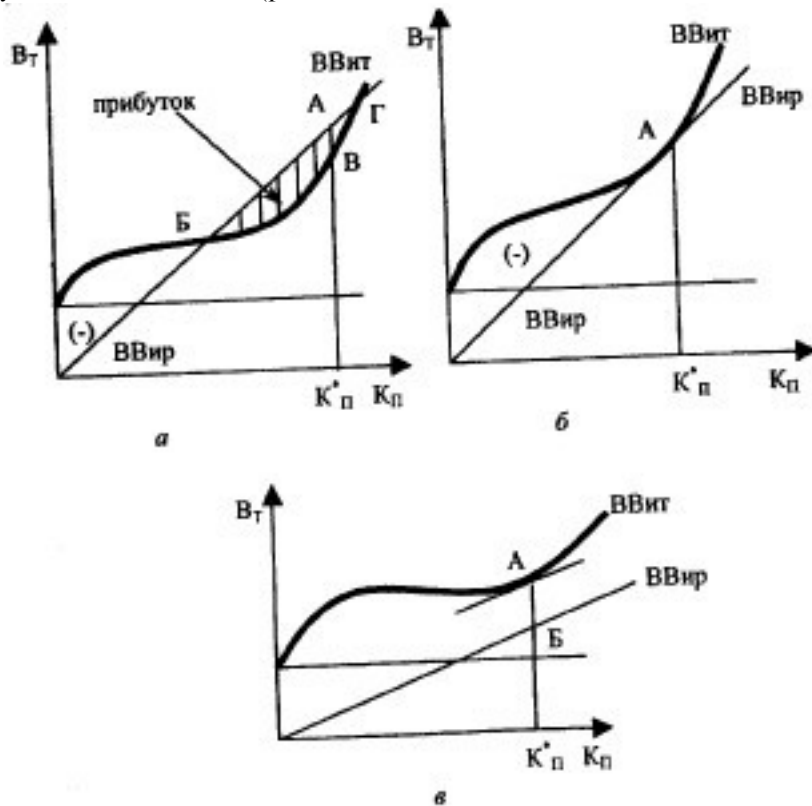 Вт
ВВит
прибуток
А
Г
В
Б
(-)
ВВир
К*п Кп
а
Вт
ВВит
ВВир
А
(-)
ВВир
К*п Кп
б
Вт
ВВит
А
ВВир
Б
К*п Кп
в